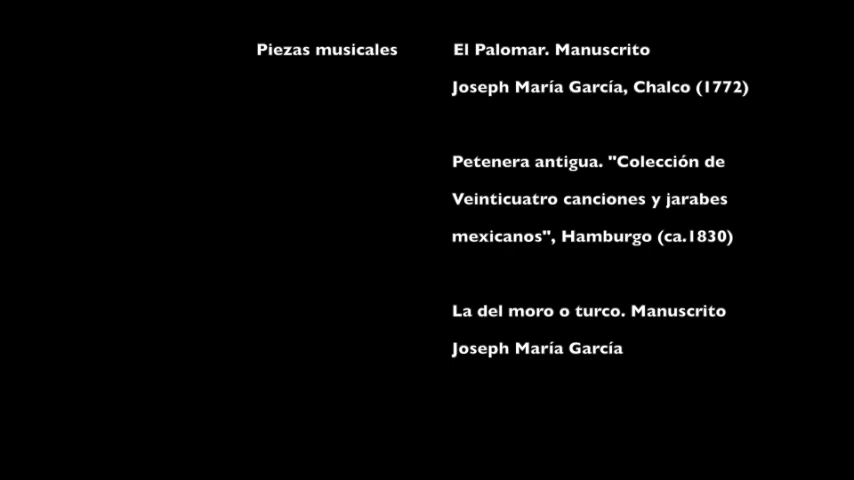 Piezas musicales El Palomar. Manuscrito
Joseph María García, Chalco (1772)
Petenera antigua. "Colección de
Veinticuatro canciones y jarabes
mexicanos", Hamburgo (ca.1830)
La del moro o turco. Manuscrito
Joseph María García